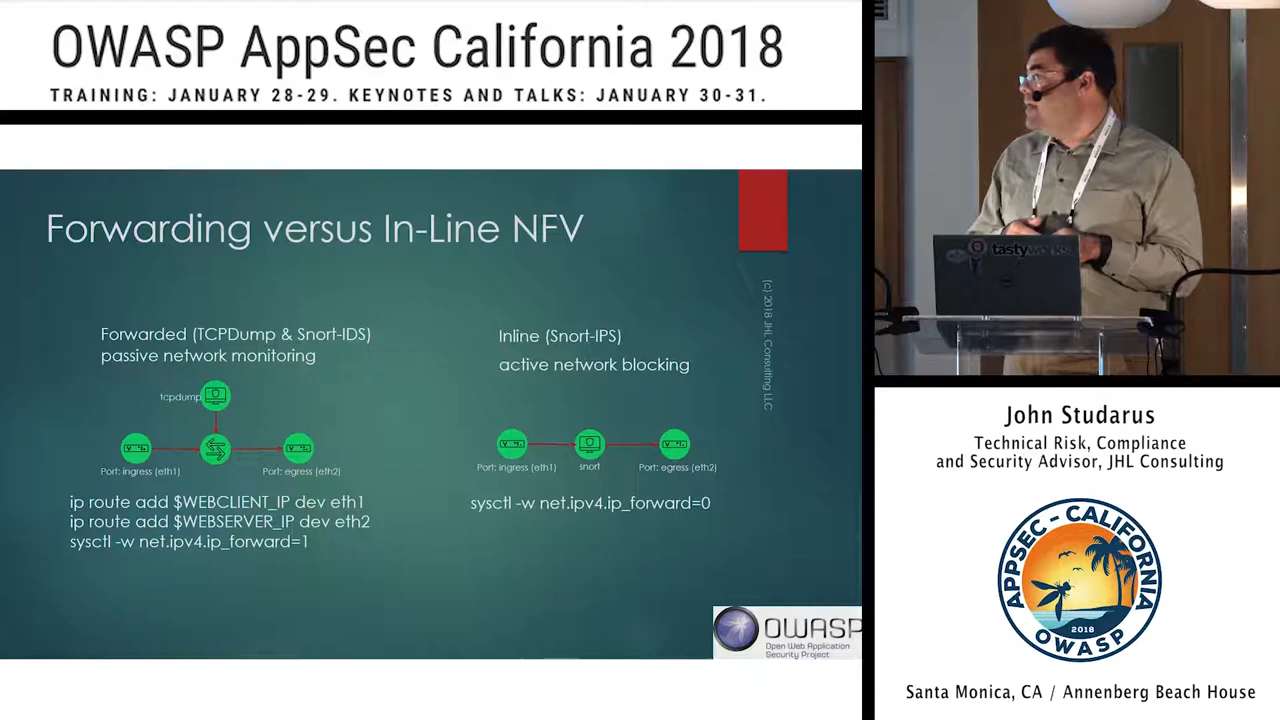 OWASP AppSec California 2018
TRAINING: JANUARY 28-29. KEYNOTES AND TALKS: JANUARY 30-31.
Forwarding versus In-Line NFV
(c) 2018 JHL Consulting LLC
Forwarded (TCPDump & Snort-IDS)
passive network monitoring
tcpdump
Port: ingress (eth1)
Port: egress (eth2)
ip route add $WEBCLIENT_IP dev eth1
ip route add $WEBSERVER_IP dev eth2
sysctl -w net.ipv4.ip_forward=1
Inline (Snort-IPS)
active network blocking
Port: ingress (eth1)
snort
Port: egress (eth2)
sysctl -w net.ipv4.ip_forward=0
OWASP
Open Web Application
Security Project
tastyworks
DELL
John Studarus
Technical Risk, Compliance
and Security Advisor, JHL Consulting
APPSEC - CALIFORNIA
2018
OWASP
Santa Monica, CA / Annenberg Beach House